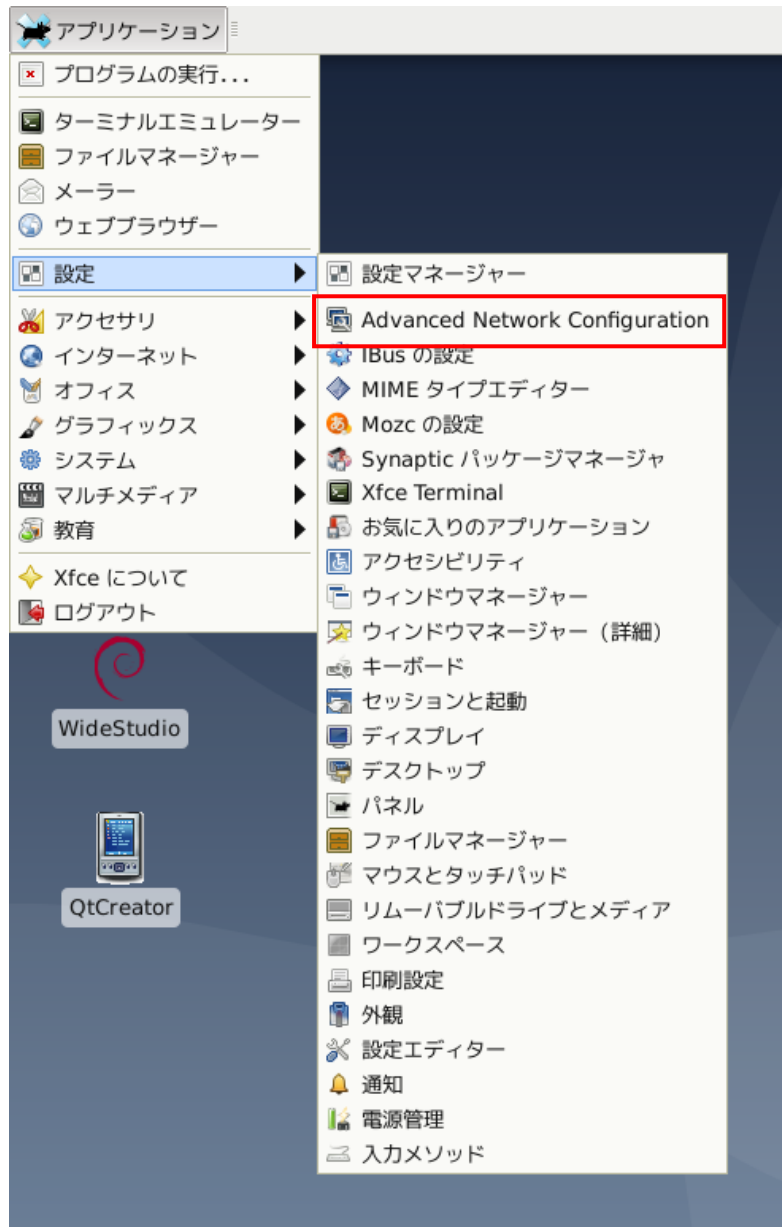 アプリケーション
プログラムの実行...
ターミナルエミュレーター
ファイルマネージャー
メーラー
ウェブブラウザー
設定
アクセサリ
インターネット
オフィス
グラフィックス
システム
マルチメディア
教育
Xfce について
ログアウト
設定マネージャー
Advanced Network Configuration
IBus の設定
MIME タイプエディター
Mozc の設定
Synaptic パッケージマネージャ
Xfce Terminal
お気に入りのアプリケーション
アクセシビリティ
ウィンドウマネージャー
ウィンドウマネージャー（詳細）
キーボード
セッションと起動
ディスプレイ
デスクトップ
パネル
ファイルマネージャー
マウスとタッチパッド
リムーバブルドライブとメディア
ワークスペース
印刷設定
外観
設定エディター
通知
電源管理
入力メソッド
WideStudio
QtCreator